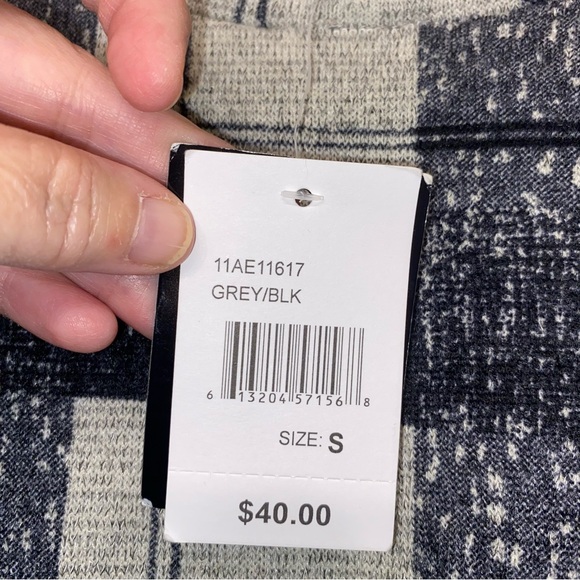 11AE11617
GREY/BLK
6 13204 57156 8
SIZE: S
$40.00